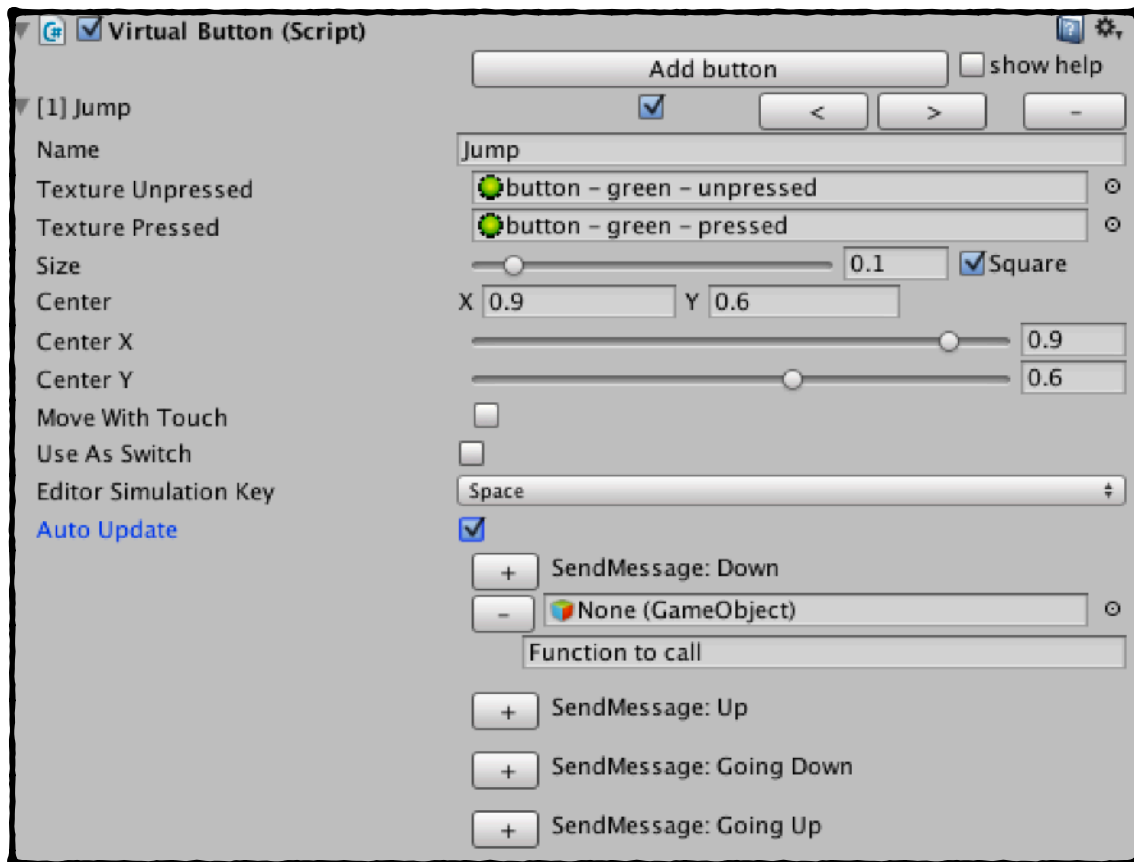 Virtual Button (Script)
Add button show help
[1] Jump < > -
Name Jump
Texture Unpressed button - green - unpressed
Texture Pressed button - green - pressed
Size 0.1 Square
Center X 0.9 Y 0.6
Center X 0.9
Center Y 0.6
Move With Touch
Use As Switch
Editor Simulation Key Space
Auto Update
+ SendMessage: Down
- None (GameObject)
Function to call
+ SendMessage: Up
+ SendMessage: Going Down
+ SendMessage: Going Up